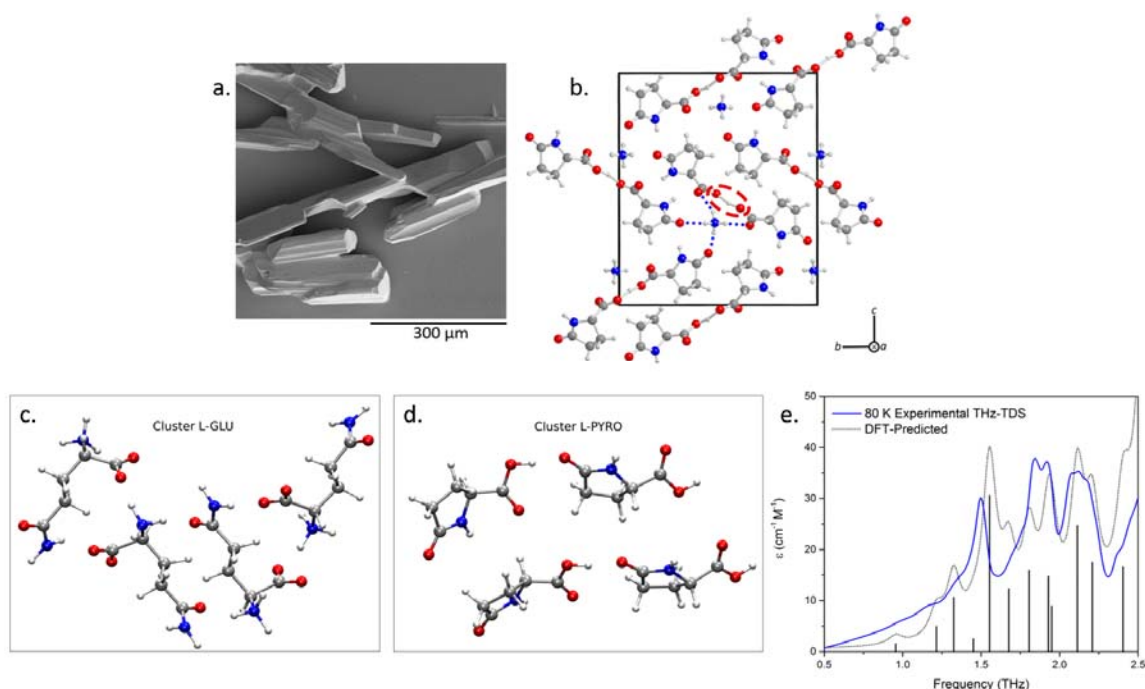 a.
300 µm
b.
c
b
a
c.
Cluster L-GLU
d.
Cluster L-PYRO
e.
80 K Experimental THz-TDS
DFT-Predicted
50
40
30
20
10
0
ε (cm⁻¹ M⁻¹)
0.5 1.0 1.5 2.0 2.5
Frequency (THz)